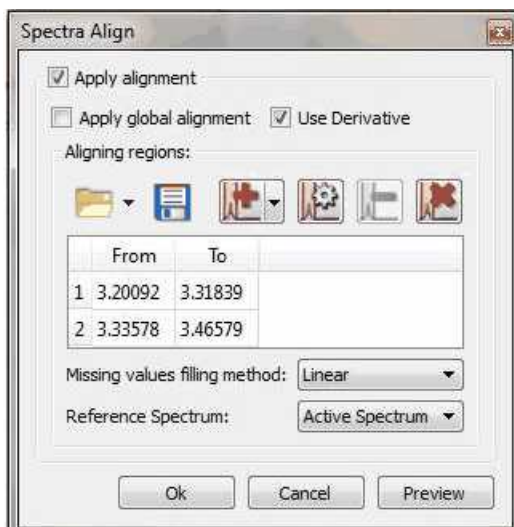 Spectra Align
Apply alignment
Apply global alignment Use Derivative
Aligning regions:
From To
1 3.20092 3.31839
2 3.33578 3.46579
Missing values filling method: Linear
Reference Spectrum: Active Spectrum
Ok Cancel Preview